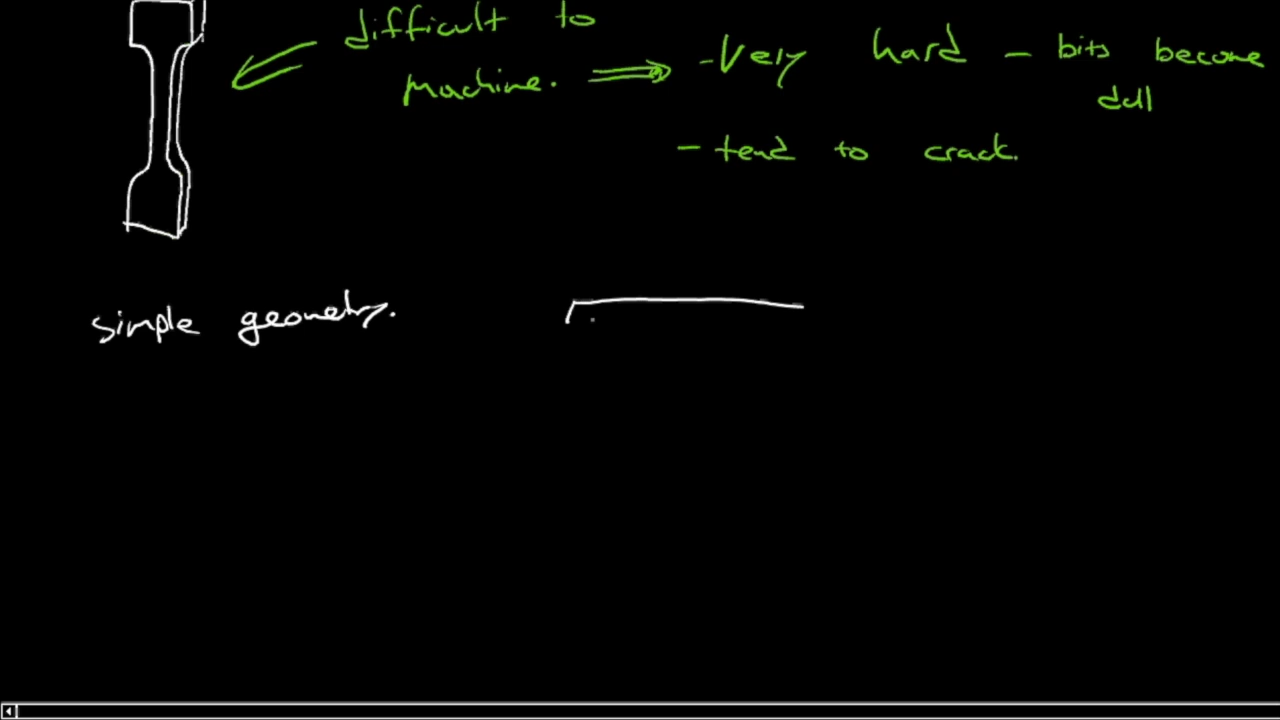 difficult to
machine.
-Very hard - bits become
dull
- tend to crack.
simple geometry.